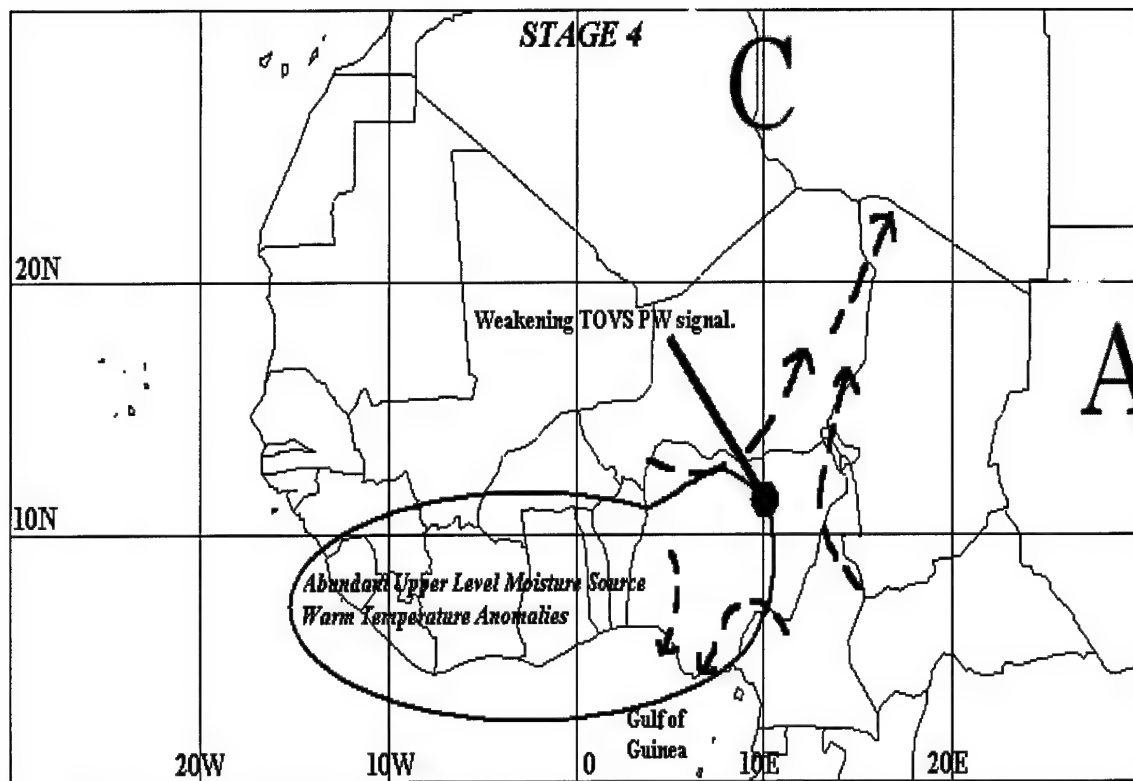 STAGE 4
C
20N
Weakening TOVS PW signal.
A
10N
Abundant Upper Level Moisture Source
Warm Temperature Anomalies
Gulf of
Guinea
20W 10W 0 10E 20E